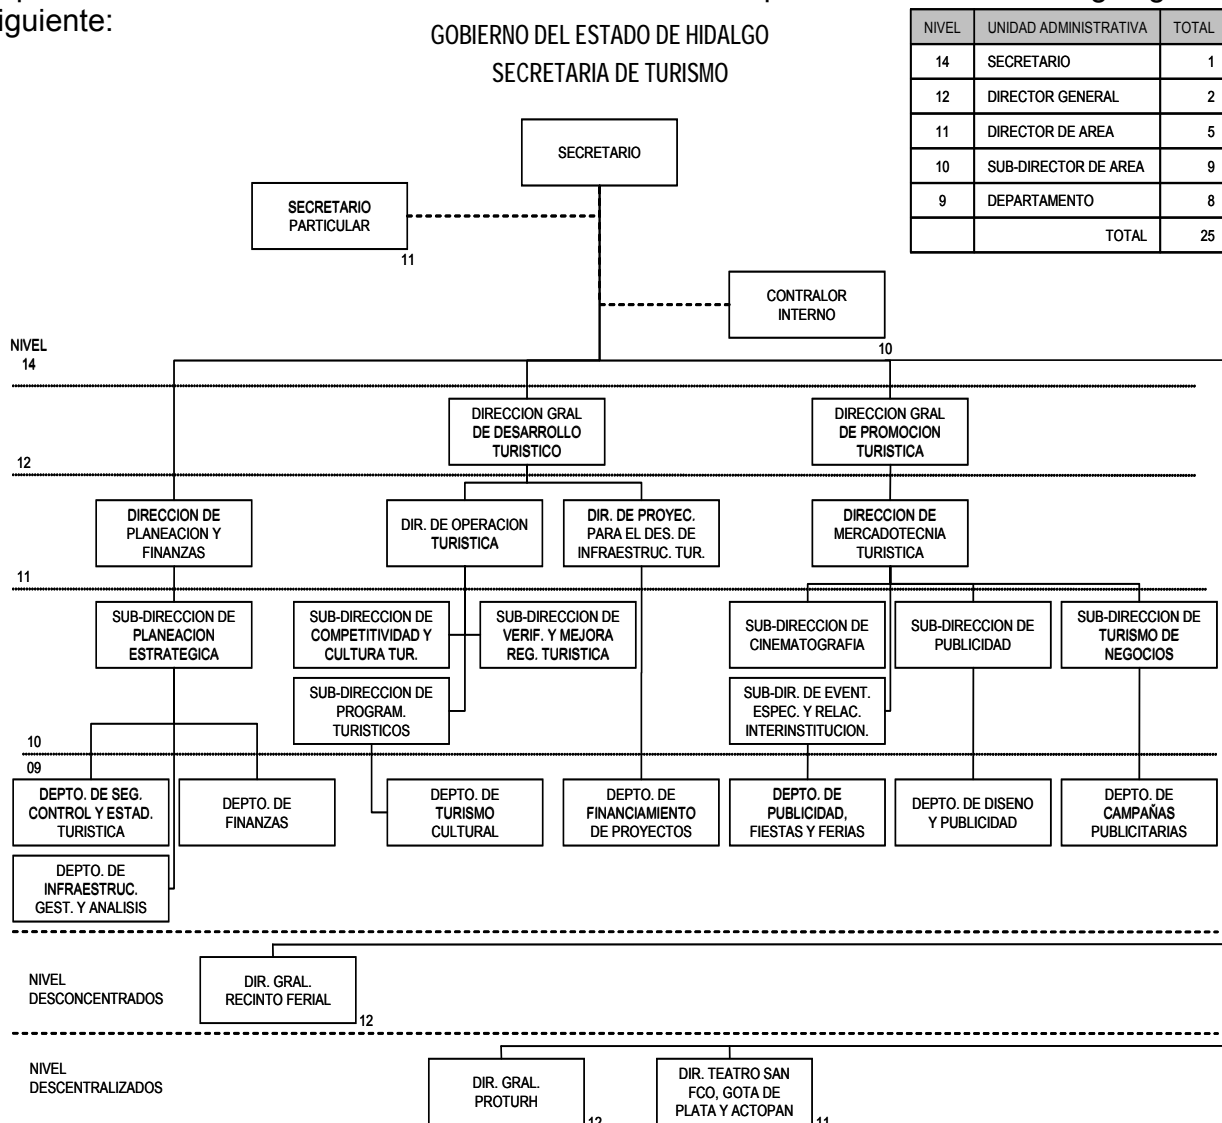 siguiente:
GOBIERNO DEL ESTADO DE HIDALGO
SECRETARIA DE TURISMO
NIVEL UNIDAD ADMINISTRATIVA TOTAL
14 SECRETARIO 1
12 DIRECTOR GENERAL 2
11 DIRECTOR DE AREA 5
10 SUB-DIRECTOR DE AREA 9
9 DEPARTAMENTO 8
TOTAL 25
SECRETARIO
SECRETARIO
PARTICULAR
11
CONTRALOR
INTERNO
10
NIVEL
14
DIRECCION GRAL
DE DESARROLLO
TURISTICO
DIRECCION GRAL
DE PROMOCION
TURISTICA
12
DIRECCION DE
PLANEACION Y
FINANZAS
DIR. DE OPERACION
TURISTICA
DIR. DE PROYEC.
PARA EL DES. DE
INFRAESTRUC. TUR.
DIRECCION DE
MERCADOTECNIA
TURISTICA
11
SUB-DIRECCION DE
PLANEACION
ESTRATEGICA
SUB-DIRECCION DE
COMPETITIVIDAD Y
CULTURA TUR.
SUB-DIRECCION DE
VERIF. Y MEJORA
REG. TURISTICA
SUB-DIRECCION DE
CINEMATOGRAFIA
SUB-DIRECCION DE
PUBLICIDAD
SUB-DIRECCION DE
TURISMO DE
NEGOCIOS
SUB-DIRECCION DE
PROGRAM.
TURISTICOS
SUB-DIR. DE EVENT.
ESPEC. Y RELAC.
INTERINSTITUCION.
10
09
DEPTO. DE SEG.
CONTROL Y ESTAD.
TURISTICA
DEPTO. DE
FINANZAS
DEPTO. DE
TURISMO
CULTURAL
DEPTO. DE
FINANCIAMIENTO
DE PROYECTOS
DEPTO. DE
PUBLICIDAD,
FIESTAS Y FERIAS
DEPTO. DE DISENO
Y PUBLICIDAD
DEPTO. DE
CAMPAÑAS
PUBLICITARIAS
DEPTO. DE
INFRAESTRUC.
GEST. Y ANALISIS
NIVEL
DESCONCENTRADOS
DIR. GRAL.
RECINTO FERIAL
12
NIVEL
DESCENTRALIZADOS
DIR. GRAL.
PROTURH
12
DIR. TEATRO SAN
FCO, GOTA DE
PLATA Y ACTOPAN
11